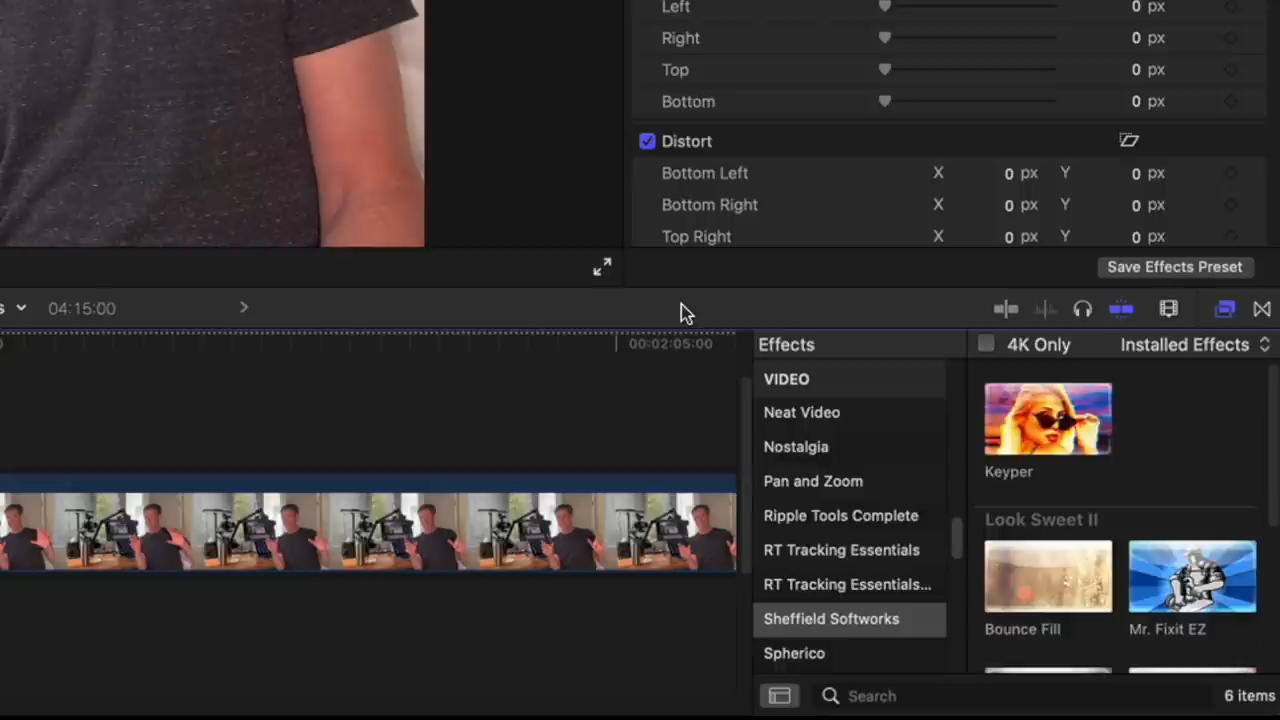 Left 0 px
Right 0 px
Top 0 px
Bottom 0 px
Distort
Bottom Left X 0 px Y 0 px
Bottom Right X 0 px Y 0 px
Top Right X 0 px Y 0 px
Save Effects Preset
s 04:15:00
00:02:05:00
Effects
4K Only Installed Effects
VIDEO
Neat Video
Nostalgia
Pan and Zoom
Ripple Tools Complete
RT Tracking Essentials
RT Tracking Essentials...
Sheffield Softworks
Spherico
Keyper
Look Sweet II
Bounce Fill Mr. Fixit EZ
Search 6 items